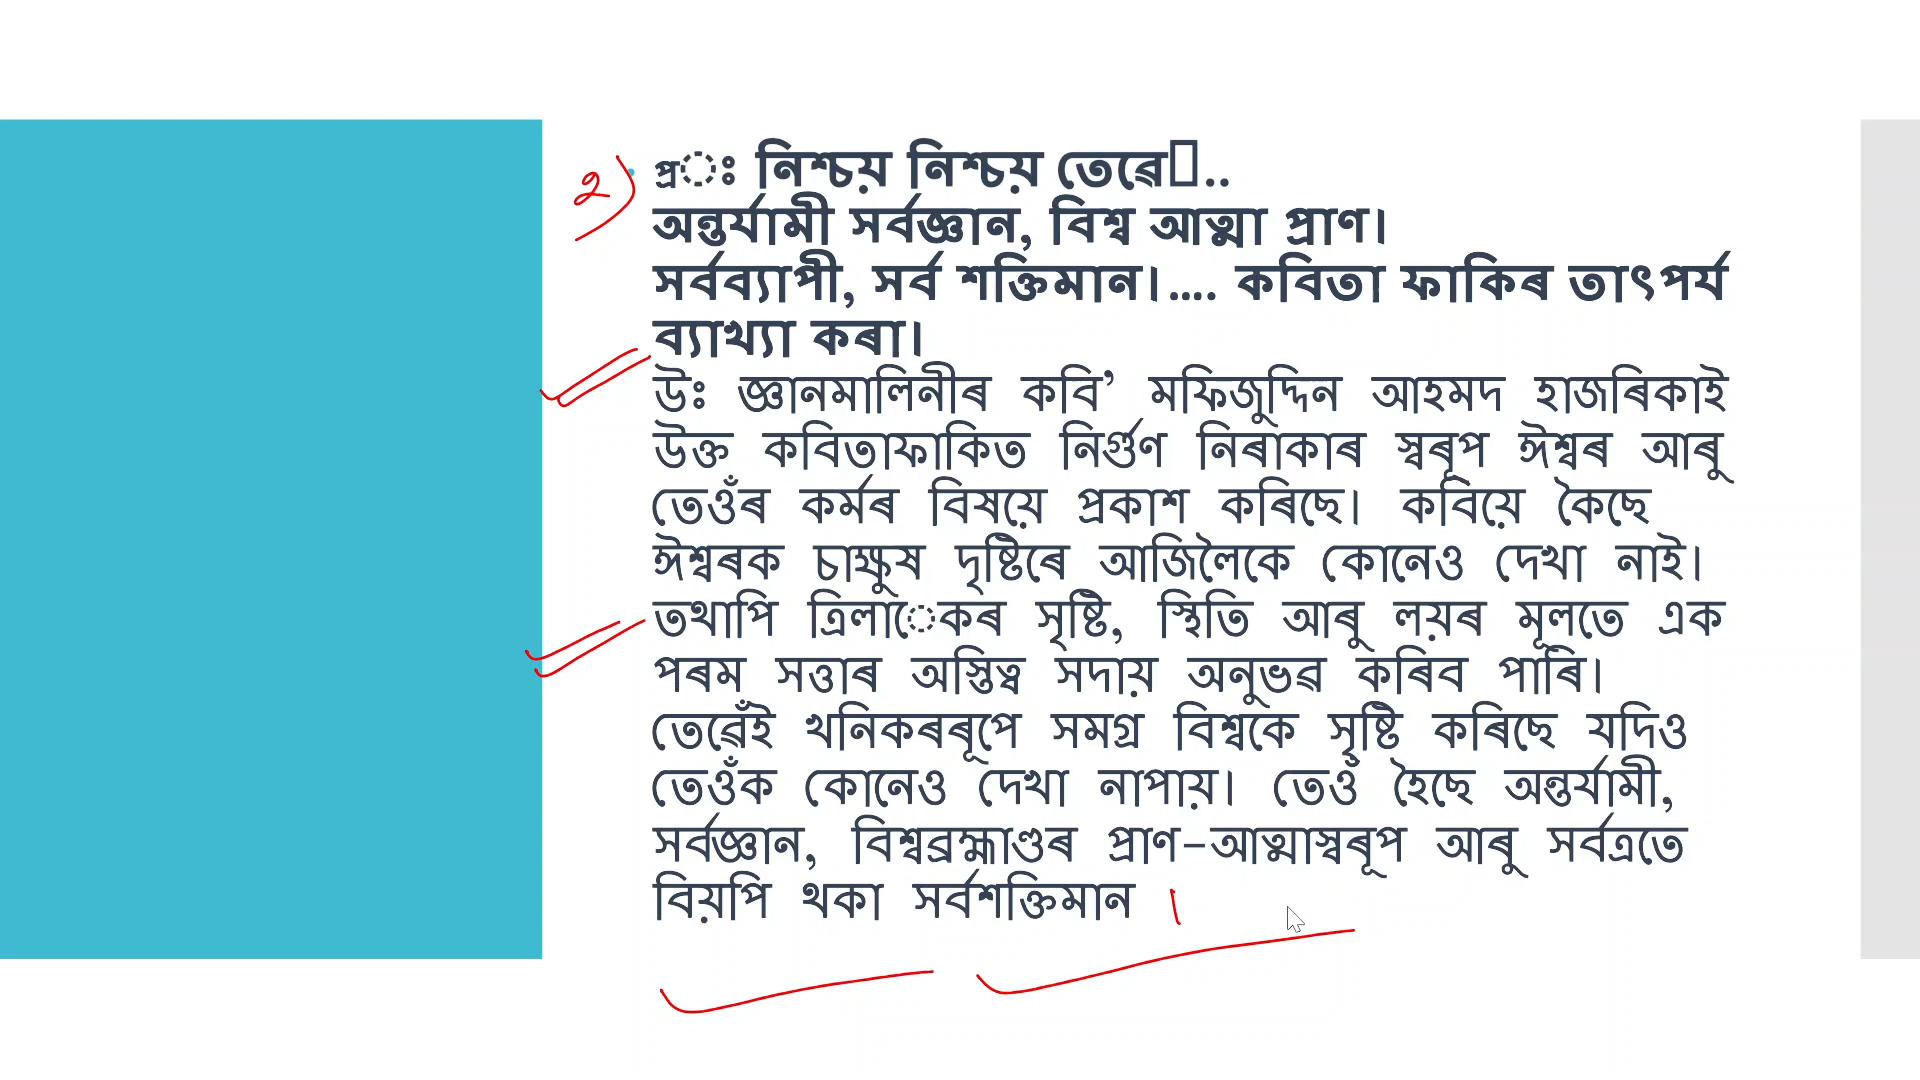 ২)
প্ৰঃ নিশ্চয় নিশ্চয় তেৱেঁ..
অন্তৰ্যামী সৰ্বজ্ঞান, বিশ্ব আত্মা প্ৰাণ।
সৰ্বব্যাপী, সৰ্ব শক্তিমান।.... কবিতা ফাকিৰ তাৎপৰ্য
ব্যাখ্যা কৰা।
উঃ জ্ঞানমালিনীৰ কবি’ মফিজুদ্দিন আহমদ হাজৰিকাই
উক্ত কবিতাফাকিত নিৰ্গুণ নিৰাকাৰ স্বৰূপ ঈশ্বৰ আৰু
তেওঁৰ কৰ্মৰ বিষয়ে প্ৰকাশ কৰিছে। কবিয়ে কৈছে
ঈশ্বৰক চাক্ষুষ দৃষ্টিৰে আজিলৈকে কোনেও দেখা নাই।
তথাপি ত্ৰিলােকৰ সৃষ্টি, স্থিতি আৰু লয়ৰ মূলতে এক
পৰম সত্তাৰ অস্তিত্ব সদায় অনুভৱ কৰিব পাৰি।
তেৱেঁই খনিকৰৰূপে সমগ্ৰ বিশ্বকে সৃষ্টি কৰিছে যদিও
তেওঁক কোনেও দেখা নাপায়। তেওঁ হৈছে অন্তৰ্যামী,
সৰ্বজ্ঞান, বিশ্বব্ৰহ্মাণ্ডৰ প্ৰাণ-আত্মাস্বৰূপ আৰু সৰ্বত্ৰতে
বিয়পি থকা সৰ্বশক্তিমান ।